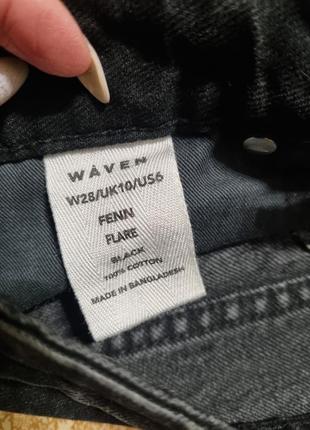 WÅVEN
W28/UK10/US6
FENN
FLARE
BLACK
100% COTTON
MADE IN BANGLADESH